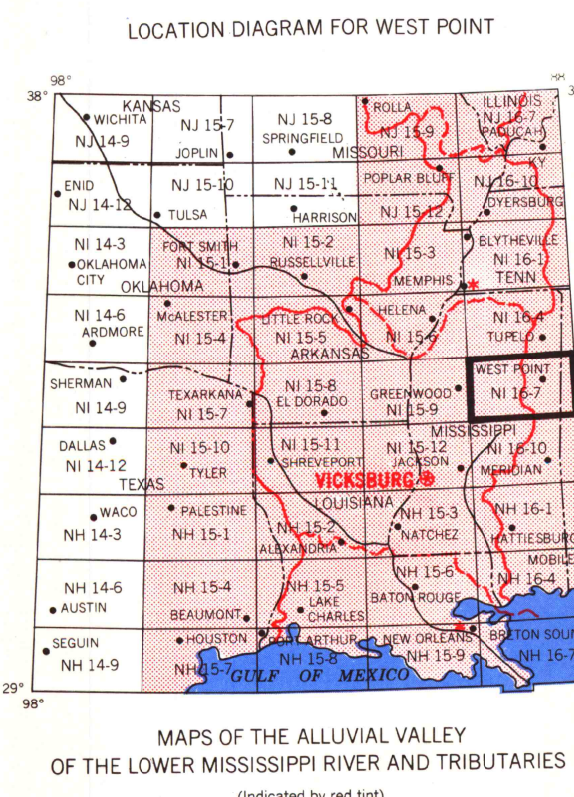 LOCATION DIAGRAM FOR WEST POINT
98° 88
38°
KANSAS ROLLA ILLINOIS
WICHITA NJ 15-7 NJ 15-8 NJ 16-7
NJ 14-9 SPRINGFIELD NJ 15-9 PADUCAH
JOPLIN MISSOURI KY
ENID NJ 15-10 NJ 15-11 POPLAR BLUFF NJ 16-10
NJ 14-12 TULSA HARRISON NJ 15-12 DYERSBURG
NI 14-3 FORT SMITH NI 15-2 NI 15-3 BLYTHEVILLE
OKLAHOMA CITY NI 15-1 RUSSELLVILLE MEMPHIS NI 16-1
OKLAHOMA TENN
NI 14-6 McALESTER LITTLE ROCK HELENA NI 16-4
ARDMORE NI 15-4 NI 15-5 NI 15-6 TUPELO
ARKANSAS
SHERMAN TEXARKANA NI 15-8 GREENWOOD WEST POINT
NI 14-9 NI 15-7 EL DORADO NI 15-9 NI 16-7
MISSISSIPPI
DALLAS NI 15-10 NI 15-11 NI 15-12 NI 16-10
NI 14-12 TYLER SHREVEPORT JACKSON MERIDIAN
TEXAS VICKSBURG
LOUISIANA
WACO PALESTINE NH 15-2 NH 15-3 NH 16-1
NH 14-3 NH 15-1 ALEXANDRIA NATCHEZ HATTIESBURG
MOBILE
NH 14-6 NH 15-4 NH 15-5 NH 15-6 NH 16-4
AUSTIN BEAUMONT LAKE CHARLES BATON ROUGE
SEGUIN HOUSTON PORT ARTHUR NEW ORLEANS BRETON SOUN
NH 14-9 NH 15-7 NH 15-8 NH 15-9 NH 16-7
GULF OF MEXICO
29°
98°
MAPS OF THE ALLUVIAL VALLEY
OF THE LOWER MISSISSIPPI RIVER AND TRIBUTARIES
(Indicated by red tint)